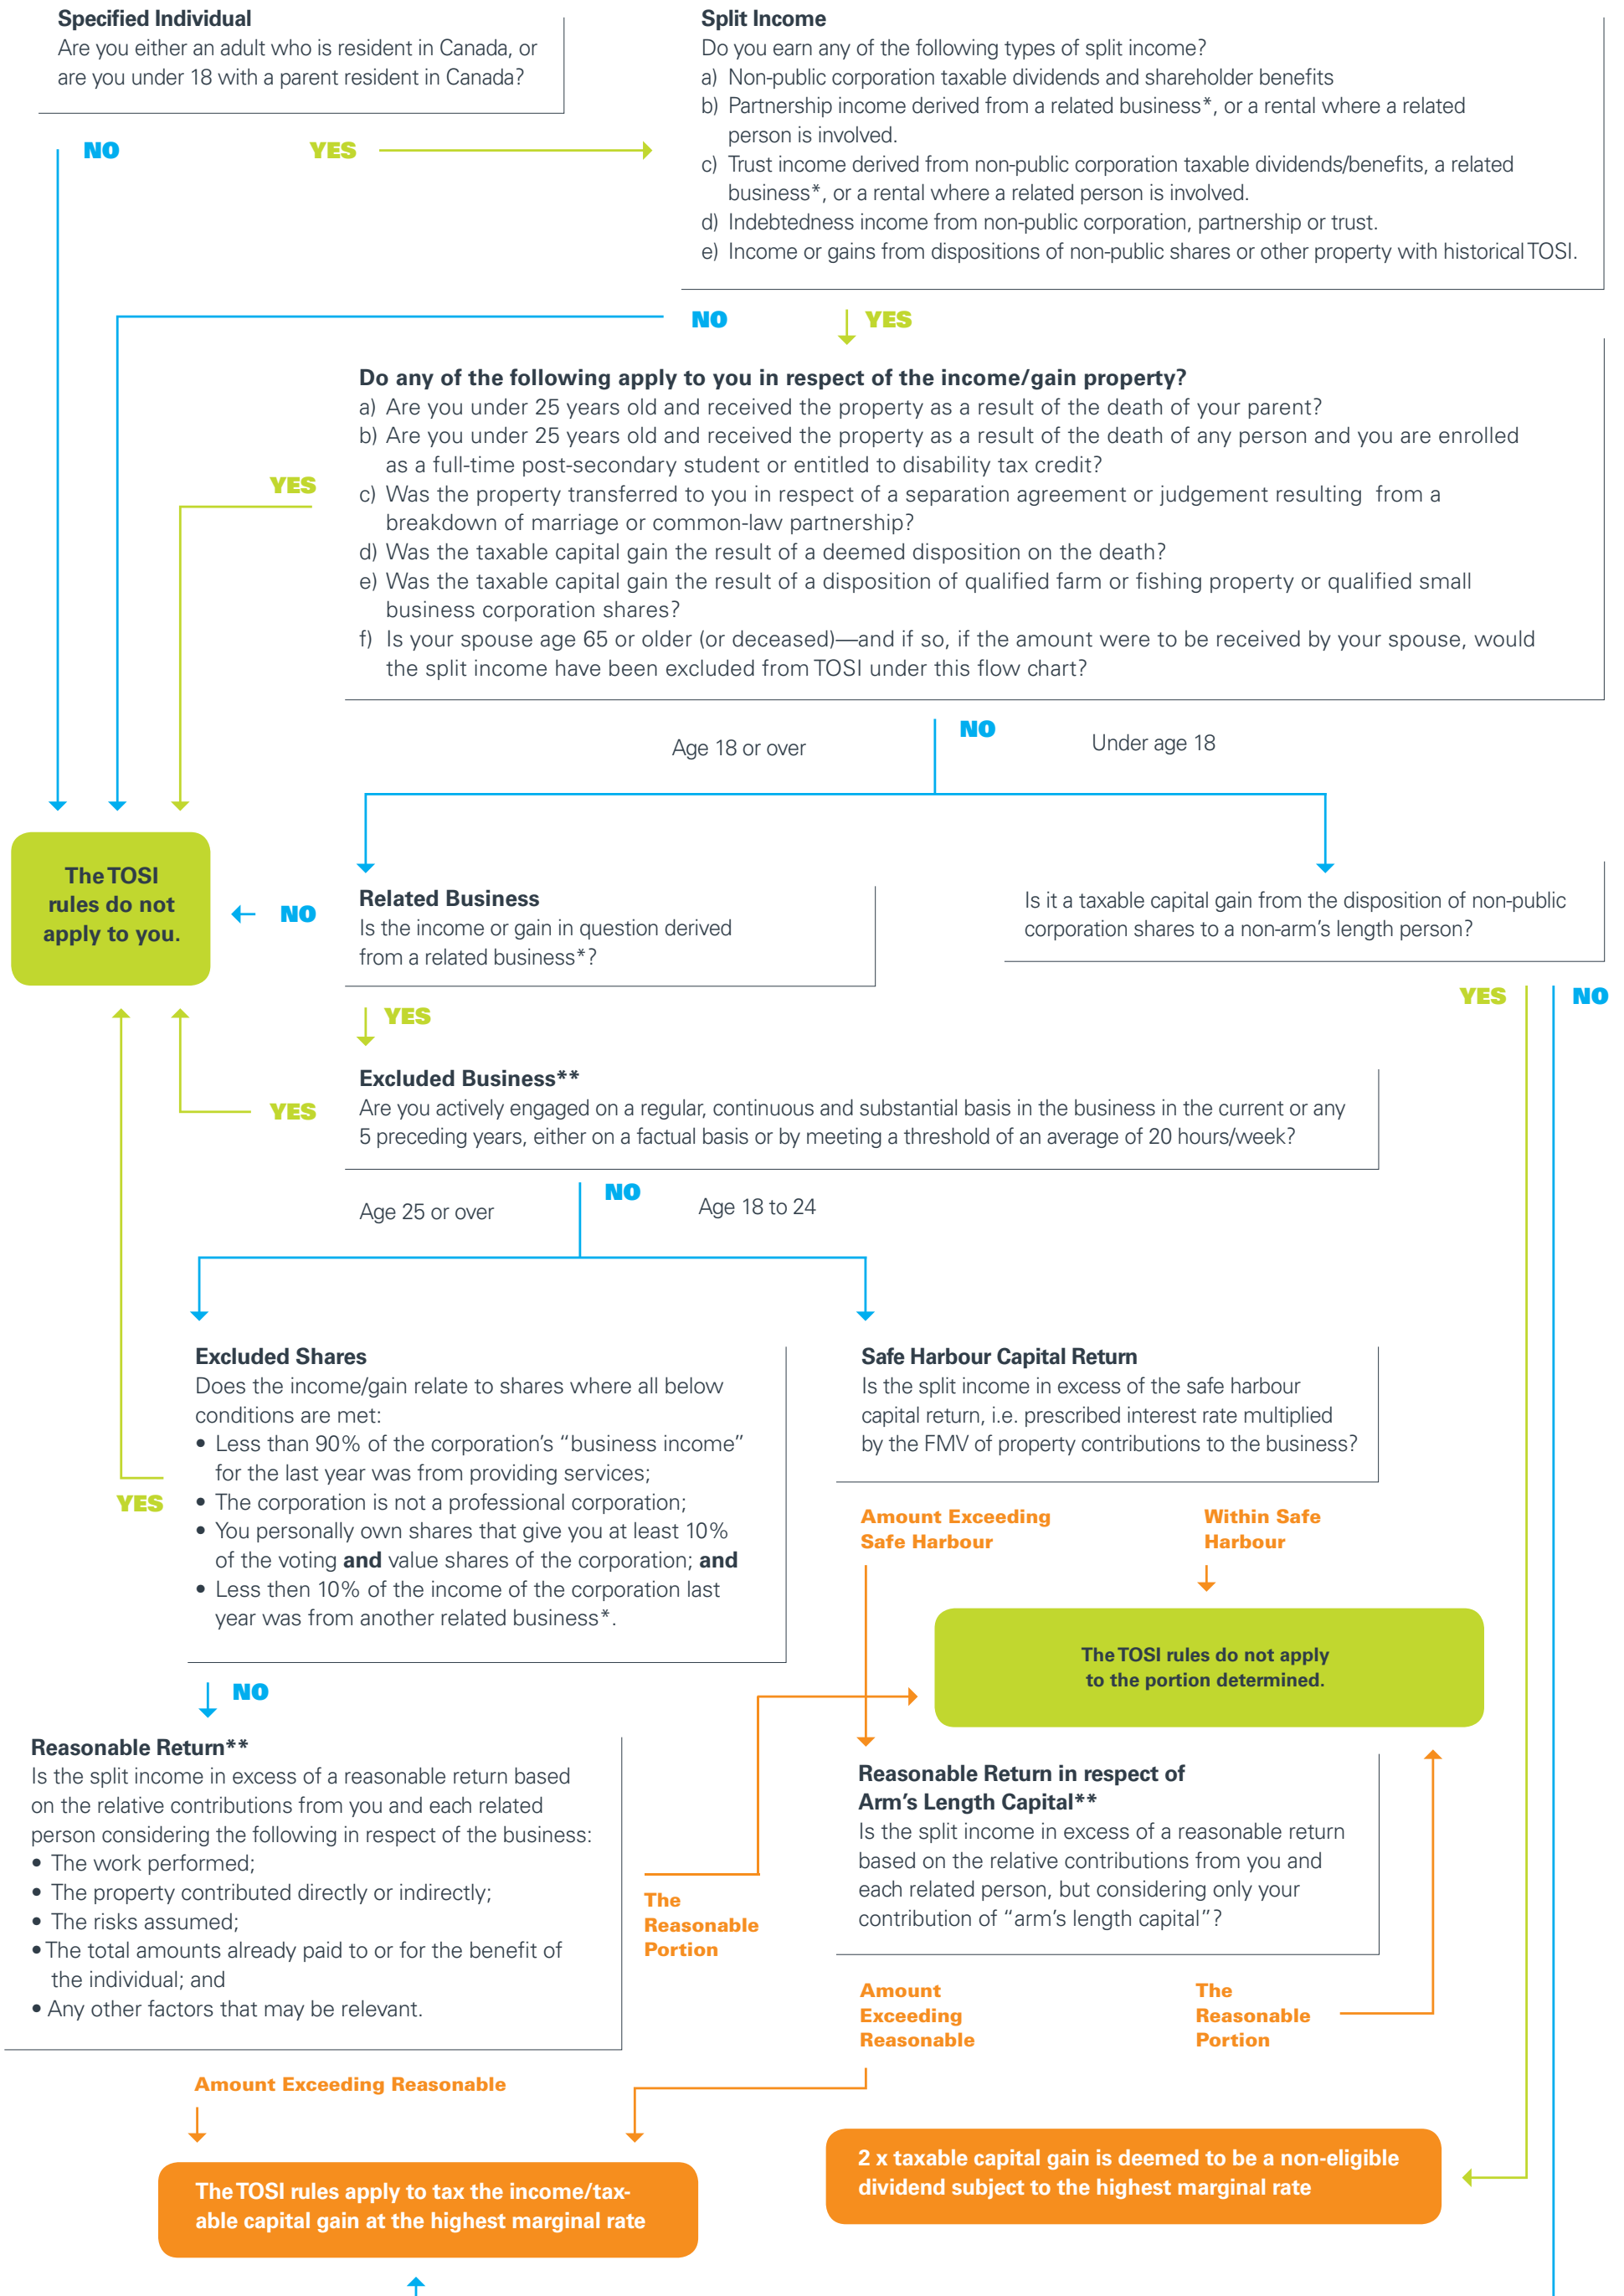 Specified Individual
Are you either an adult who is resident in Canada, or
are you under 18 with a parent resident in Canada?
NO
YES
Split Income
Do you earn any of the following types of split income?
a) Non-public corporation taxable dividends and shareholder benefits
b) Partnership income derived from a related business*, or a rental where a related
person is involved.
c) Trust income derived from non-public corporation taxable dividends/benefits, a related
business*, or a rental where a related person is involved.
d) Indebtedness income from non-public corporation, partnership or trust.
e) Income or gains from dispositions of non-public shares or other property with historical TOSI.
NO
YES
Do any of the following apply to you in respect of the income/gain property?
a) Are you under 25 years old and received the property as a result of the death of your parent?
b) Are you under 25 years old and received the property as a result of the death of any person and you are enrolled
as a full-time post-secondary student or entitled to disability tax credit?
c) Was the property transferred to you in respect of a separation agreement or judgement resulting from a
breakdown of marriage or common-law partnership?
d) Was the taxable capital gain the result of a deemed disposition on the death?
e) Was the taxable capital gain the result of a disposition of qualified farm or fishing property or qualified small
business corporation shares?
f) Is your spouse age 65 or older (or deceased)—and if so, if the amount were to be received by your spouse, would
the split income have been excluded from TOSI under this flow chart?
YES
NO
Age 18 or over
Under age 18
The TOSI
rules do not
apply to you.
NO
Related Business
Is the income or gain in question derived
from a related business*?
YES
Is it a taxable capital gain from the disposition of non-public
corporation shares to a non-arm's length person?
YES
NO
Excluded Business**
Are you actively engaged on a regular, continuous and substantial basis in the business in the current or any
5 preceding years, either on a factual basis or by meeting a threshold of an average of 20 hours/week?
YES
NO
Age 25 or over
Age 18 to 24
Excluded Shares
Does the income/gain relate to shares where all below
conditions are met:
• Less than 90% of the corporation's "business income"
for the last year was from providing services;
• The corporation is not a professional corporation;
• You personally own shares that give you at least 10%
of the voting and value shares of the corporation; and
• Less then 10% of the income of the corporation last
year was from another related business*.
YES
NO
Safe Harbour Capital Return
Is the split income in excess of the safe harbour
capital return, i.e. prescribed interest rate multiplied
by the FMV of property contributions to the business?
Amount Exceeding
Safe Harbour
Within Safe
Harbour
The TOSI rules do not apply
to the portion determined.
Reasonable Return**
Is the split income in excess of a reasonable return based
on the relative contributions from you and each related
person considering the following in respect of the business:
• The work performed;
• The property contributed directly or indirectly;
• The risks assumed;
• The total amounts already paid to or for the benefit of
the individual; and
• Any other factors that may be relevant.
The
Reasonable
Portion
Reasonable Return in respect of
Arm's Length Capital**
Is the split income in excess of a reasonable return
based on the relative contributions from you and
each related person, but considering only your
contribution of "arm's length capital"?
Amount
Exceeding
Reasonable
The
Reasonable
Portion
Amount Exceeding Reasonable
The TOSI rules apply to tax the income/tax-
able capital gain at the highest marginal rate
2 x taxable capital gain is deemed to be a non-eligible
dividend subject to the highest marginal rate